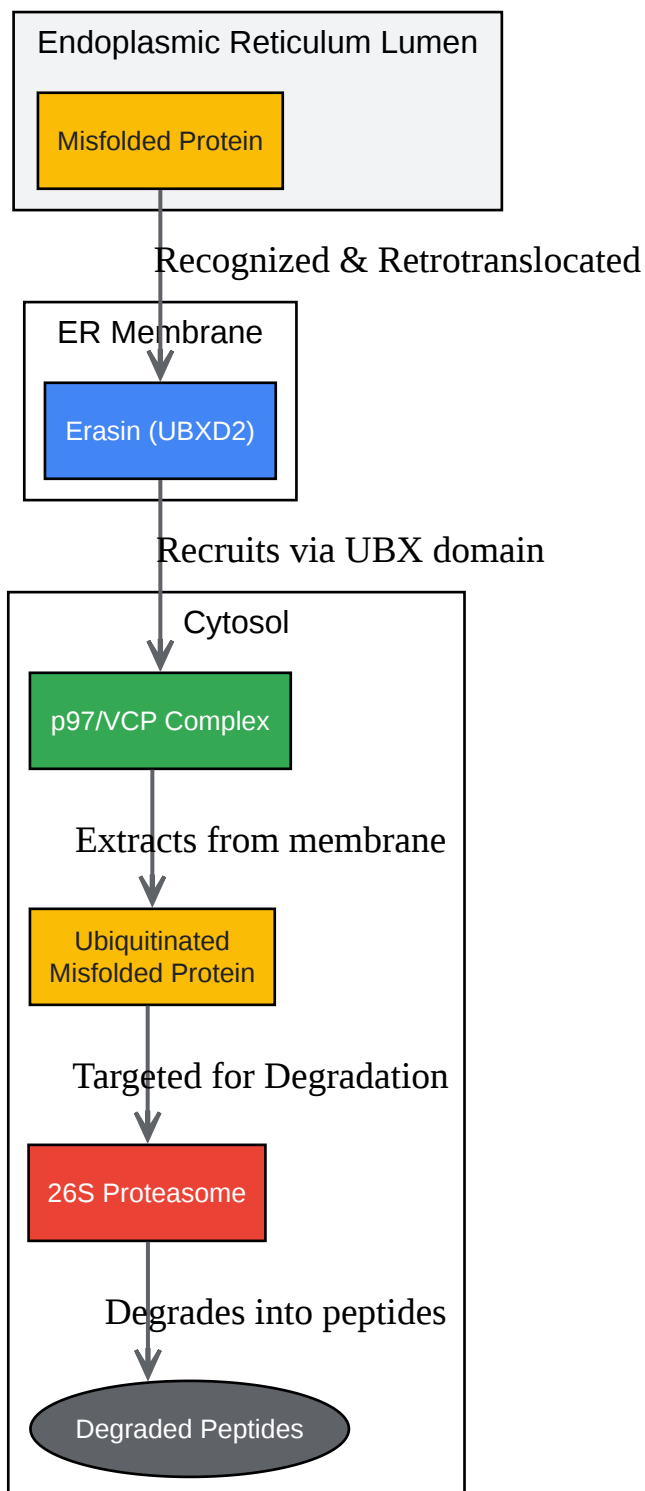 Endoplasmic Reticulum Lumen
Misfolded Protein
Recognized & Retrotranslocated
ER Membrane
Erasin (UBXD2)
Recruits via UBX domain
Cytosol
p97/VCP Complex
Extracts from membrane
Ubiquitinated
Misfolded Protein
Targeted for Degradation
26S Proteasome
Degrades into peptides
Degraded Peptides